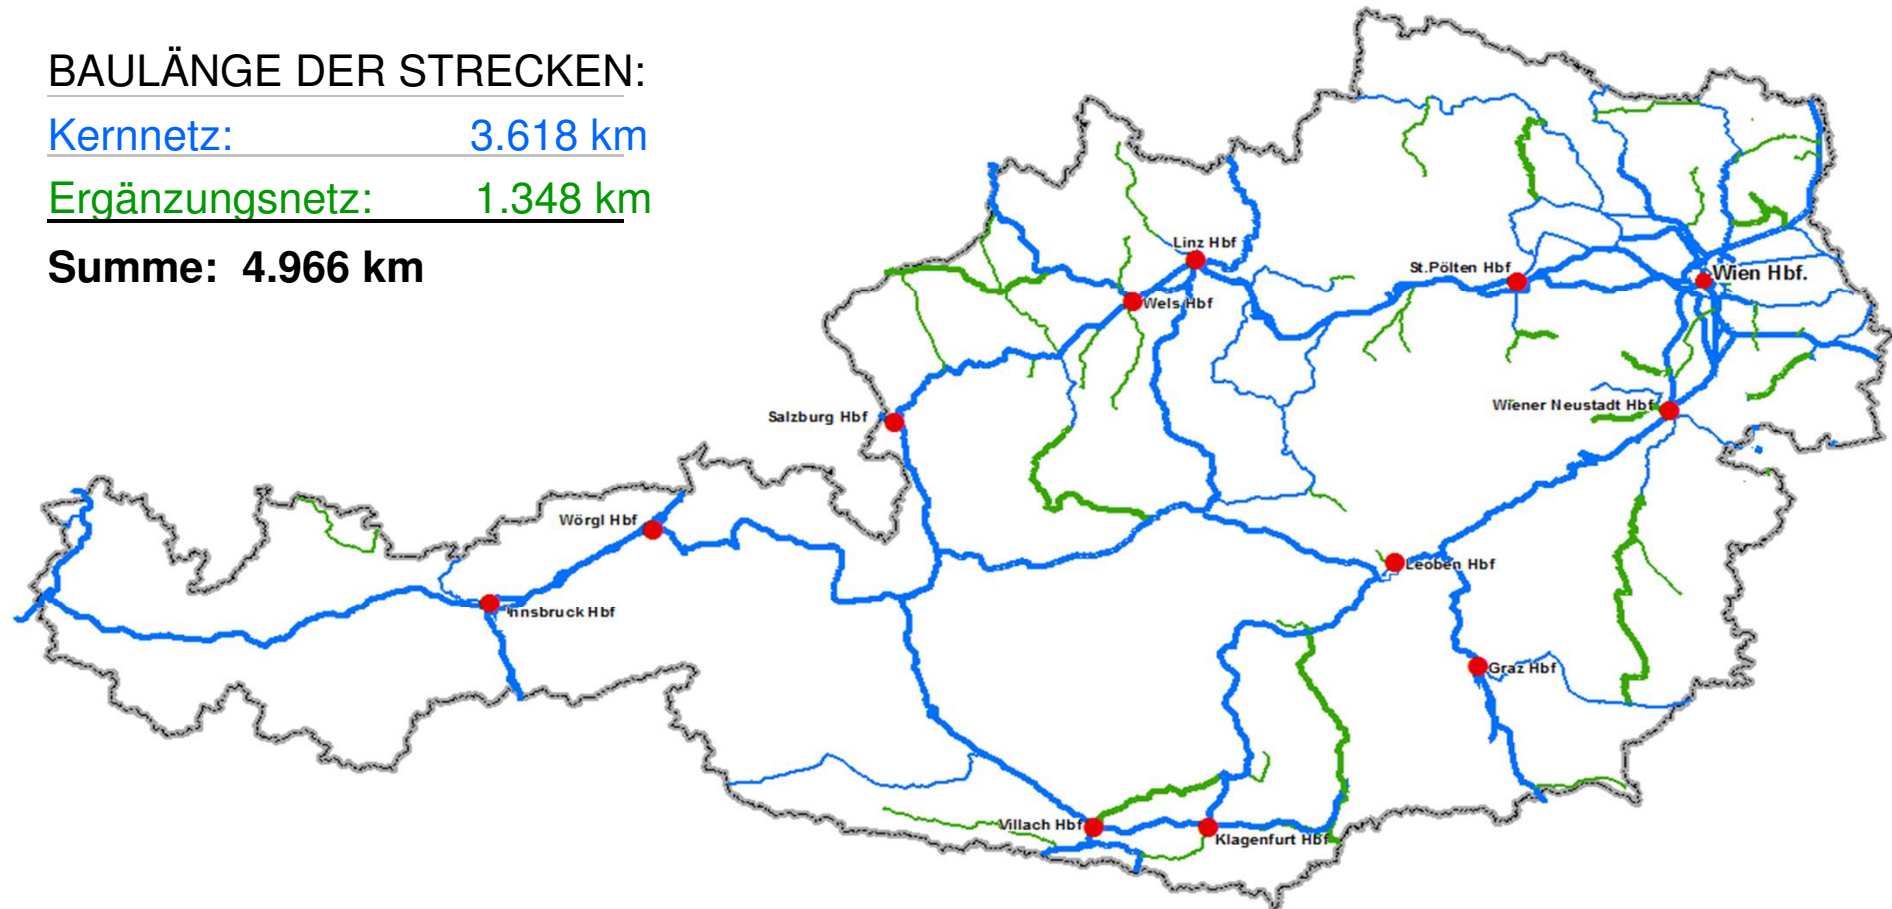 BAULÄNGE DER STRECKEN:
Kernnetz: 3.618 km
Ergänzungsnetz: 1.348 km
Summe: 4.966 km
Linz Hbf
St.Pölten Hbf
Wien Hbf.
Wels Hbf
Salzburg Hbf
Wiener Neustadt Hbf
Wörgl Hbf
Leoben Hbf
Innsbruck Hbf
Graz Hbf
Villach Hbf
Klagenfurt Hbf